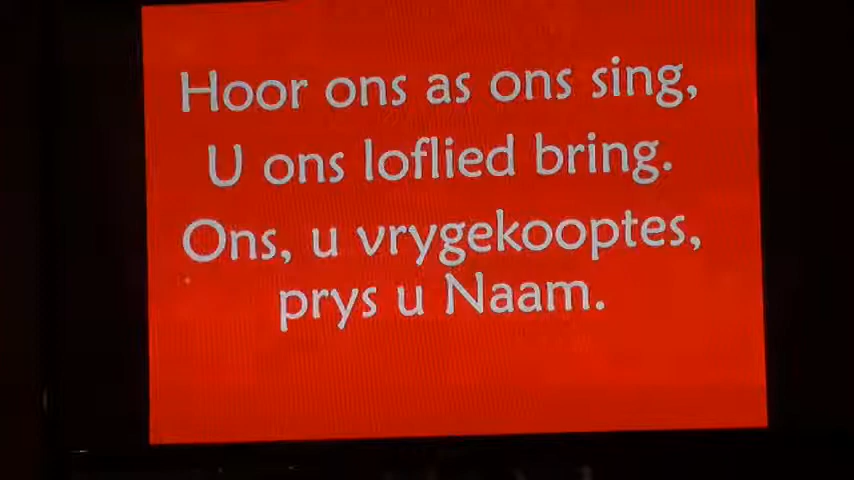 Hoor ons as ons sing,
U ons loflied bring.
Ons, u vrygekooptes,
prys u Naam.